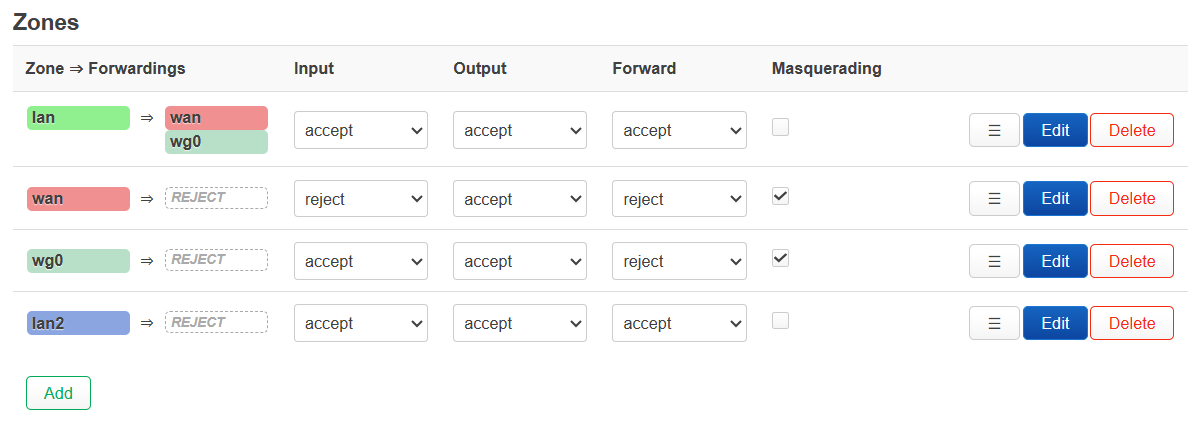 Zones
Zone ⇒ Forwardings Input Output Forward Masquerading
lan ⇒ wan accept accept accept ☰ Edit Delete
wg0
wan ⇒ REJECT reject accept reject ☰ Edit Delete
wg0 ⇒ REJECT accept accept reject ☰ Edit Delete
lan2 ⇒ REJECT accept accept accept ☰ Edit Delete
Add